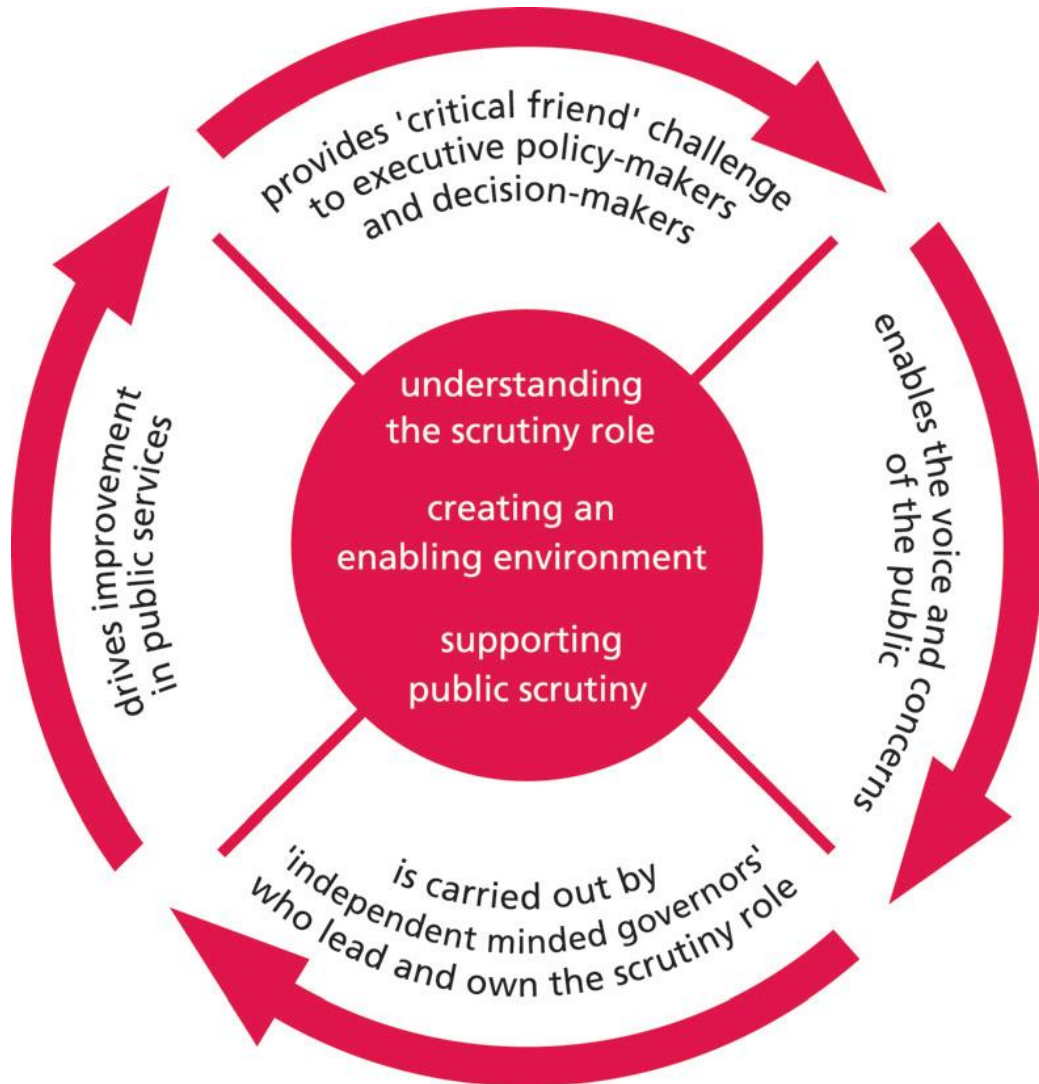 provides 'critical friend' challenge
to executive policy-makers
and decision-makers
enables the voice and concerns
of the public
is carried out by
'independent minded governors'
who lead and own the scrutiny role
drives improvement
in public services
understanding
the scrutiny role
creating an
enabling environment
supporting
public scrutiny